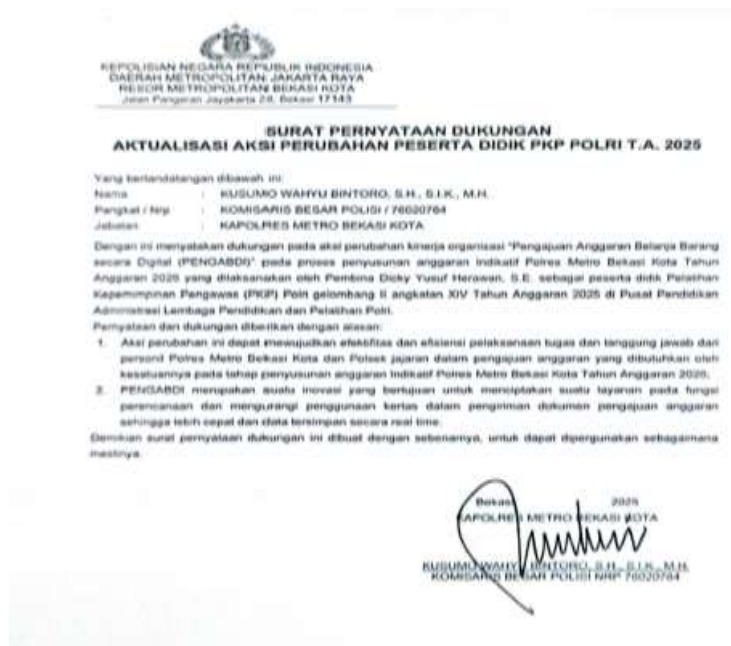 KEPOLISIAN NEGARA REPUBLIK INDONESIA
DAERAH METROPOLITAN JAKARTA RAYA
RESOR METROPOLITAN BEKASI KOTA
Jalan Pangeran Jayakarta 28, Bekasi 17143
SURAT PERNYATAAN DUKUNGAN
AKTUALISASI AKSI PERUBAHAN PESERTA DIDIK PKP POLRI T.A. 2025
Yang bertandatangan dibawah ini:
Nama : KUSUMO WAHYU BINTORO, S.H., S.I.K., M.H.
Pangkat / Nrp : KOMISARIS BESAR POLISI / 76020764
Jabatan : KAPOLRES METRO BEKASI KOTA
Dengan ini menyatakan dukungan pada aksi perubahan kinerja organisasi "Pengajuan Anggaran Belanja Barang
secara Digital (PENGABDI)" pada proses penyusunan anggaran Indikatif Polres Metro Bekasi Kota Tahun
Anggaran 2026 yang dilaksanakan oleh Pembina Dicky Yusuf Herawan, S.E. sebagai peserta didik Pelatihan
Kepemimpinan Pengawas (PKP) Polri gelombang II angkatan XIV Tahun Anggaran 2025 di Pusat Pendidikan
Administrasi Lembaga Pendidikan dan Pelatihan Polri.
Pernyataan dan dukungan diberikan dengan alasan:
1. Aksi perubahan ini dapat mewujudkan efektifitas dan efisiensi pelaksanaan tugas dan tanggung jawab dari
personil Polres Metro Bekasi Kota dan Polsek jajaran dalam pengajuan anggaran yang dibutuhkan oleh
kesatuannya pada tahap penyusunan anggaran Indikatif Polres Metro Bekasi Kota Tahun Anggaran 2026.
2. PENGABDI merupakan suatu inovasi yang bertujuan untuk menciptakan suatu layanan pada fungsi
perencanaan dan mengurangi penggunaan kertas dalam pengiriman dokumen pengajuan anggaran
sehingga lebih cepat dan data tersimpan secara real time.
Demikian surat pernyataan dukungan ini dibuat dengan sebenarnya, untuk dapat dipergunakan sebagaimana
mestinya.
Bekasi 2025
KAPOLRES METRO BEKASI KOTA
KUSUMO WAHYU BINTORO, S.H., S.I.K., M.H.
KOMISARIS BESAR POLISI NRP 76020764